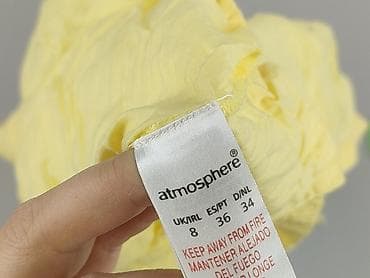 atmosphere®
UK/IRL ES/PT D/NL
8 36 34
KEEP AWAY FROM FIRE
MANTENER ALEJADO
DEL FUEGO